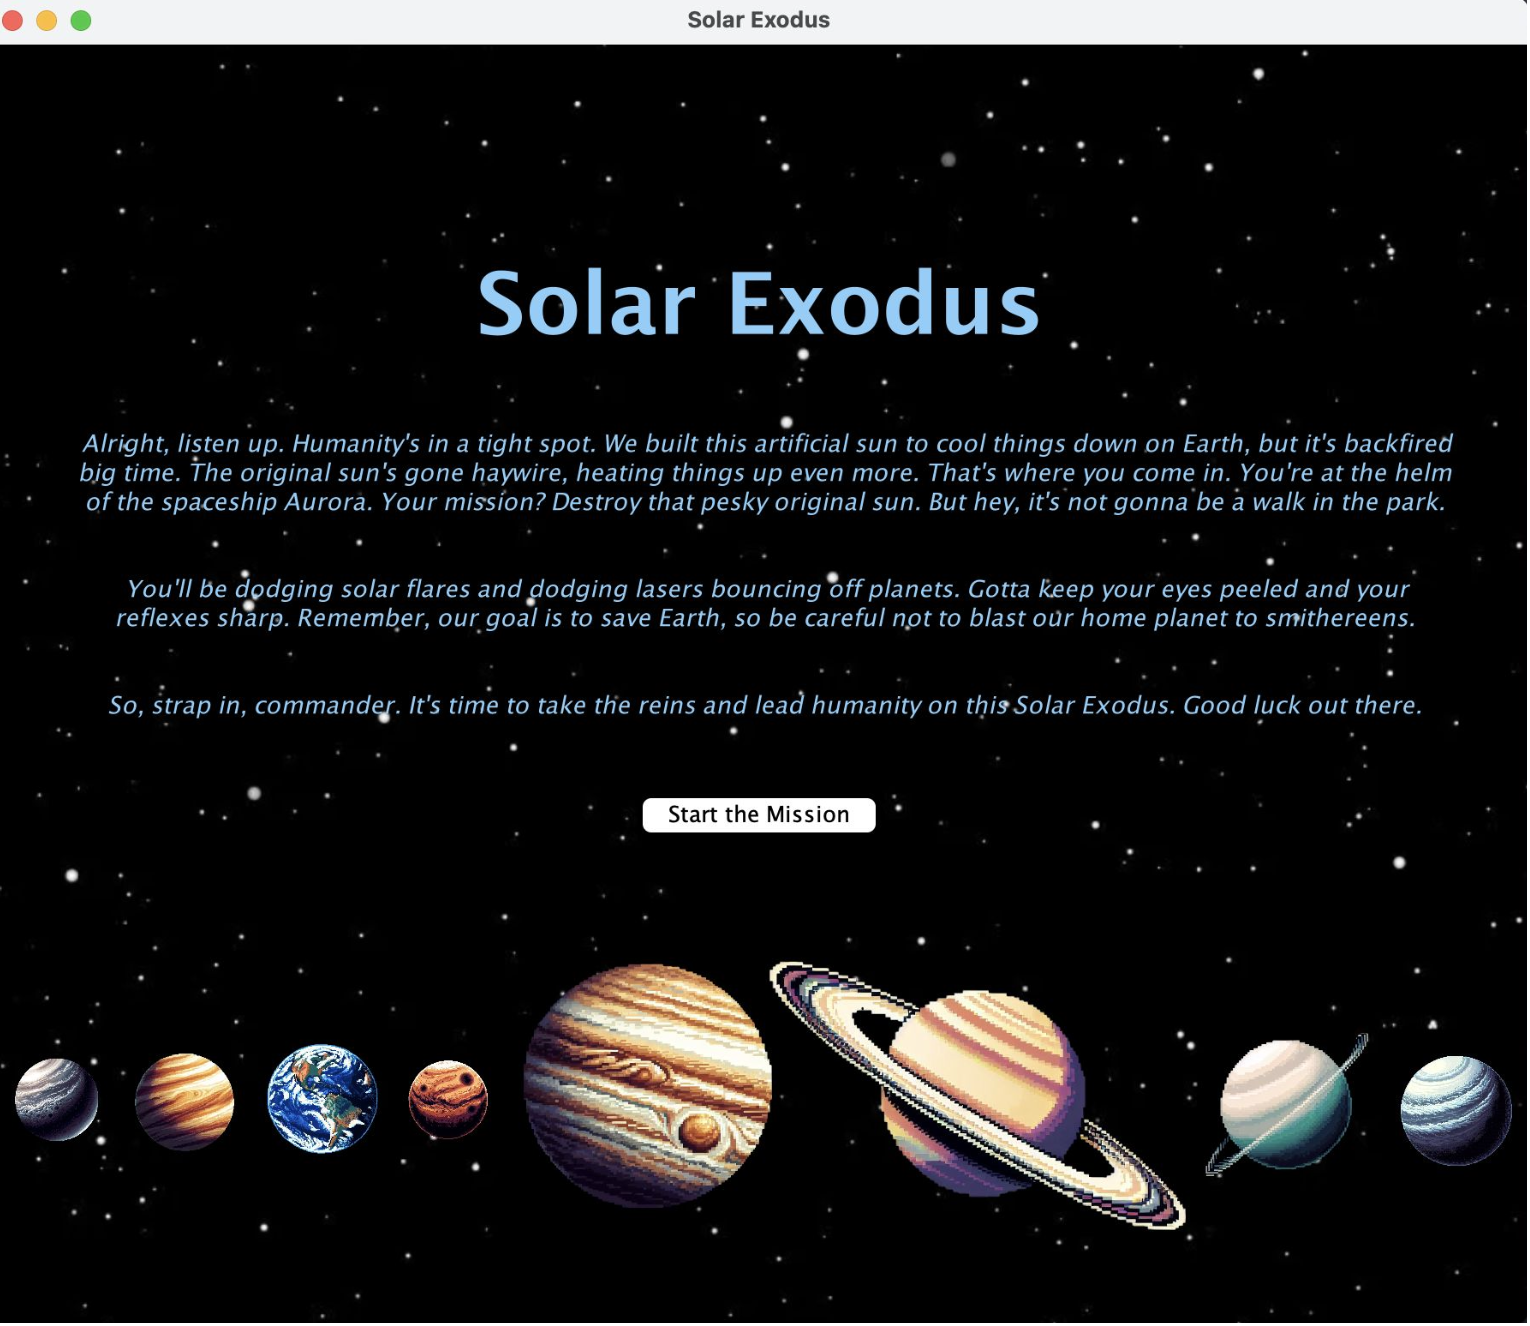 Solar Exodus
Solar Exodus
Alright, listen up. Humanity's in a tight spot. We built this artificial sun to cool things down on Earth, but it's backfired
big time. The original sun's gone haywire, heating things up even more. That's where you come in. You're at the helm
of the spaceship Aurora. Your mission? Destroy that pesky original sun. But hey, it's not gonna be a walk in the park.
You'll be dodging solar flares and dodging lasers bouncing off planets. Gotta keep your eyes peeled and your
reflexes sharp. Remember, our goal is to save Earth, so be careful not to blast our home planet to smithereens.
So, strap in, commander. It's time to take the reins and lead humanity on this Solar Exodus. Good luck out there.
Start the Mission